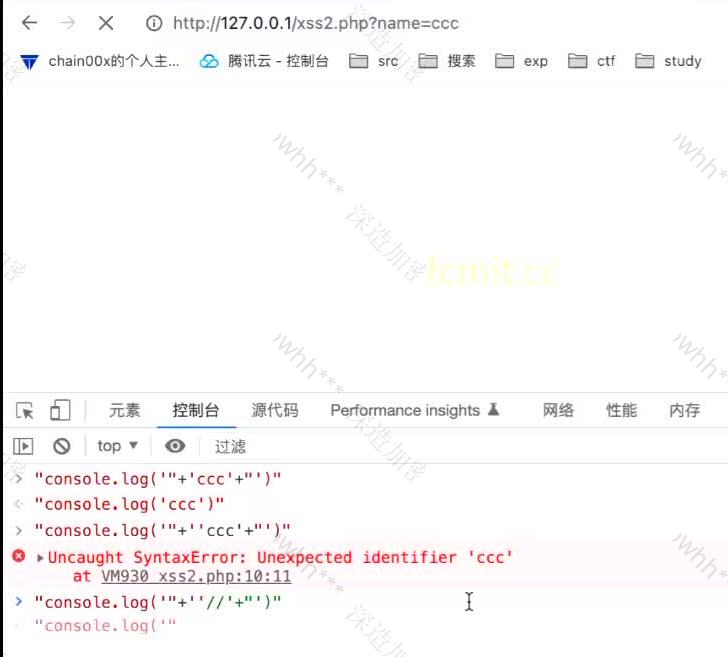 http://127.0.0.1/xss2.php?name=ccc
chain00x的个人主... 腾讯云 - 控制台 src 搜索 exp ctf study
whh*** 深造加密
lcmit.cc
元素 控制台 源代码 Performance insights 网络 性能 内存
top 过滤
> "console.log('"+'ccc'+"')"
<· "console.log('ccc')"
> "console.log('"+''ccc'+"')"
Uncaught SyntaxError: Unexpected identifier 'ccc'
at VM930 xss2.php:10:11
> "console.log('"+''//'+"')"
"console.log('"